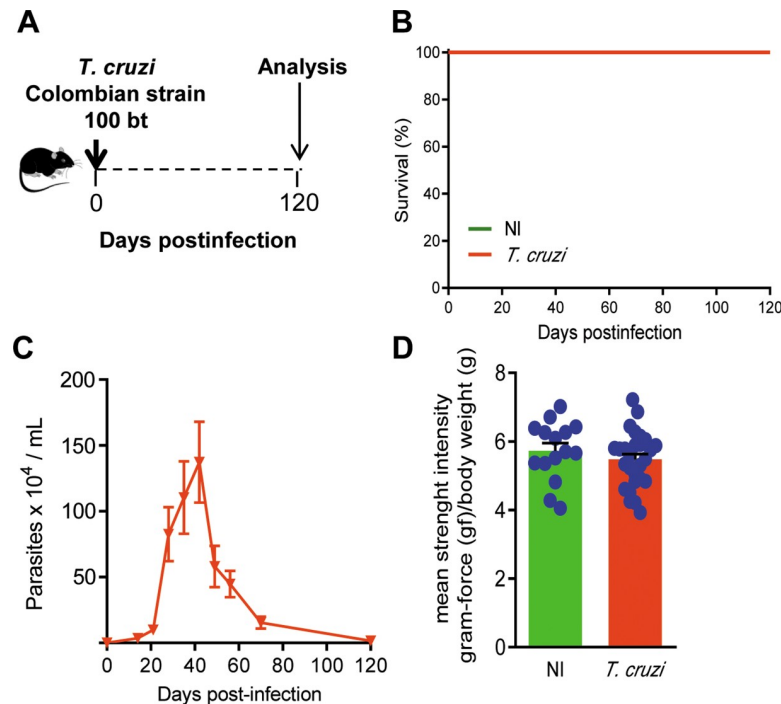 A
T. cruzi
Colombian strain
100 bt
Analysis
0
120
Days postinfection
B
100
80
60
40
20
0
Survival (%)
NI
T. cruzi
0 20 40 60 80 100 120
Days postinfection
C
200
150
100
50
Parasites x 10⁴ / mL
0 20 40 60 80 100 120
Days post-infection
D
8
6
4
2
0
mean strenght intensity
gram-force (gf)/body weight (g)
NI T. cruzi